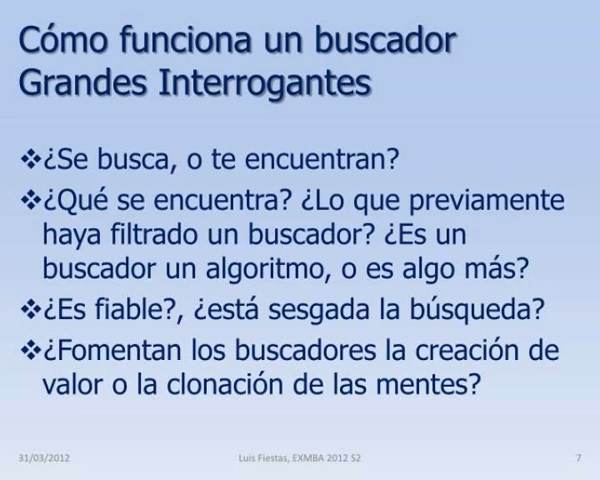 Cómo funciona un buscador
Grandes Interrogantes
❖¿Se busca, o te encuentran?
❖¿Qué se encuentra? ¿Lo que previamente
haya filtrado un buscador? ¿Es un
buscador un algoritmo, o es algo más?
❖¿Es fiable?, ¿está sesgada la búsqueda?
❖¿Fomentan los buscadores la creación de
valor o la clonación de las mentes?
31/03/2012 Luis Fiestas, EXMBA 2012 S2 7